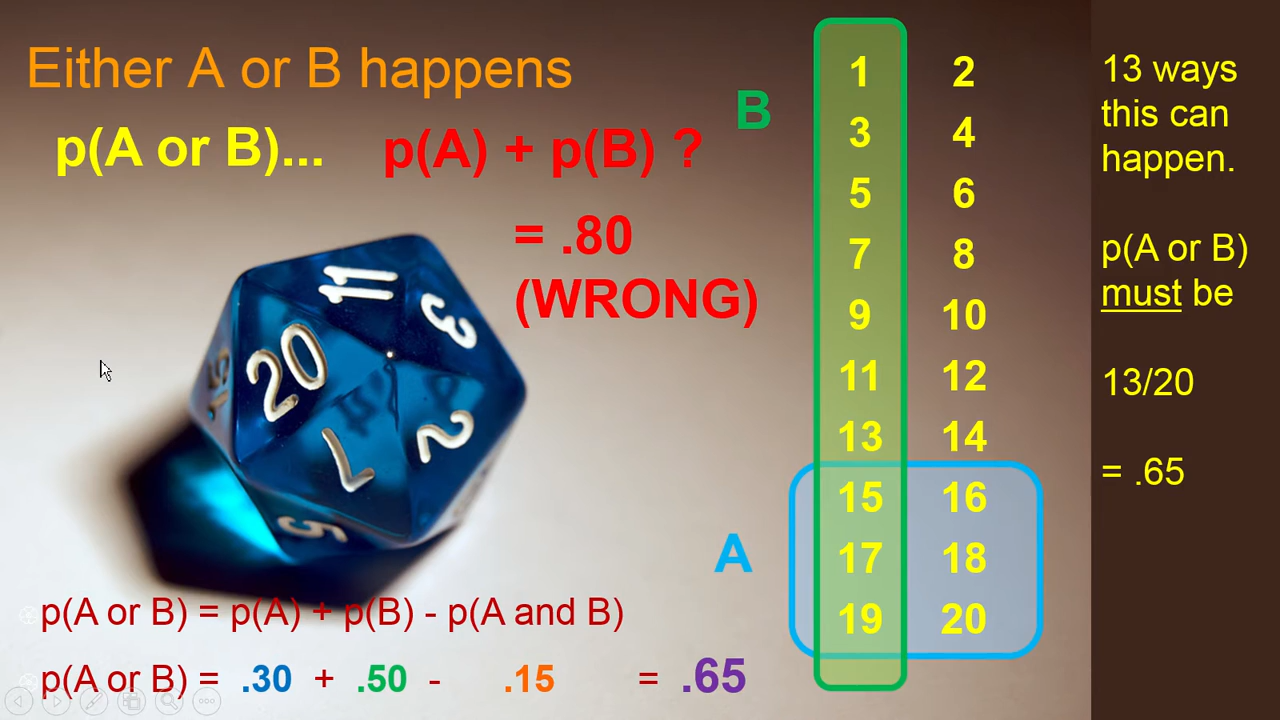 Either A or B happens
p(A or B)...
p(A) + p(B) ?
= .80
(WRONG)
B
1 2
3 4
5 6
7 8
9 10
11 12
13 14
15 16
17 18
19 20
A
13 ways
this can
happen.
p(A or B)
must be
13/20
= .65
11
3
20
2
7
5
p(A or B) = p(A) + p(B) - p(A and B)
p(A or B) = .30 + .50 - .15 = .65